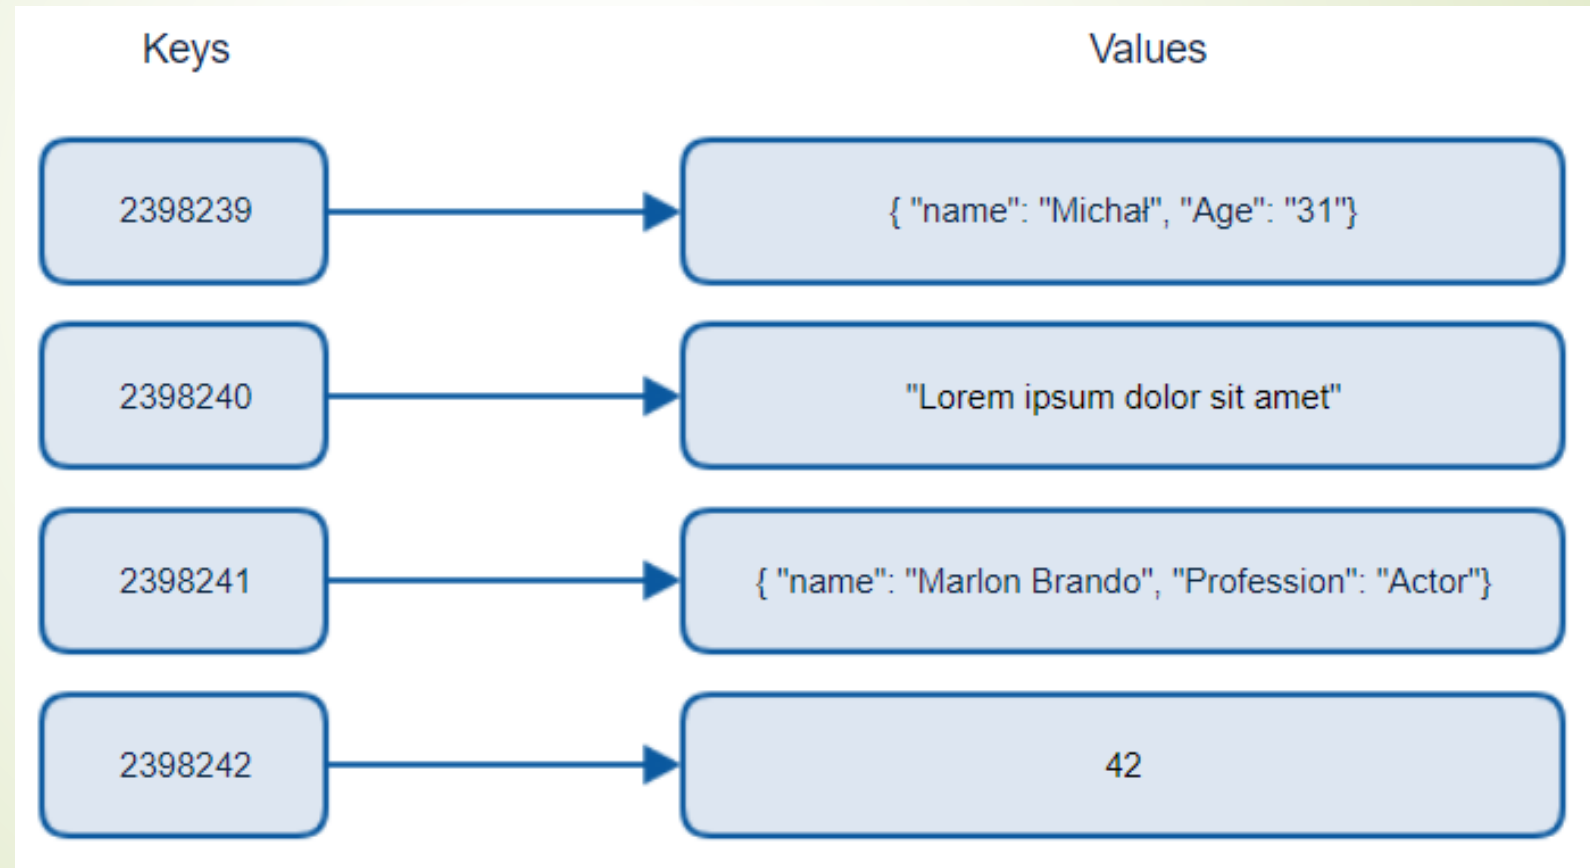 Keys Values
2398239 { "name": "Michał", "Age": "31"}
2398240 "Lorem ipsum dolor sit amet"
2398241 { "name": "Marlon Brando", "Profession": "Actor"}
2398242 42